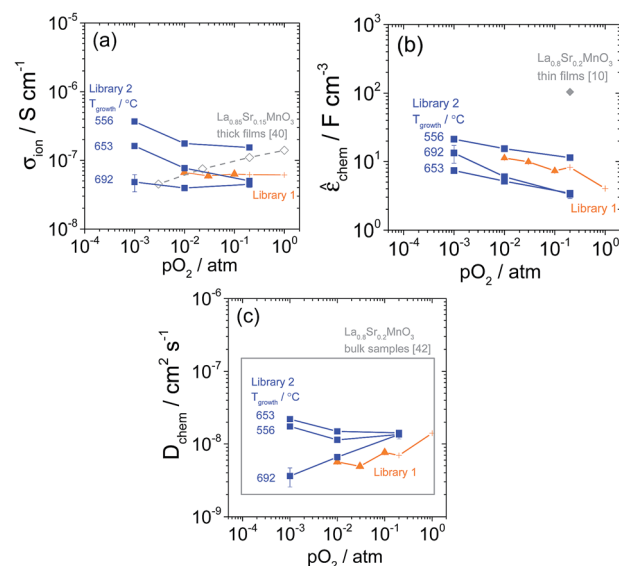 (a)
10⁻⁵
10⁻⁶
10⁻⁷
10⁻⁸
σion / S cm⁻¹
Library 2
Tgrowth / °C
556
653
692
La0.85Sr0.15MnO3
thick films [40]
Library 1
10⁻⁴ 10⁻³ 10⁻² 10⁻¹ 10⁰
pO₂ / atm
(b)
10³
10²
10¹
10⁰
ĉchem / F cm⁻³
La0.8Sr0.2MnO3
thin films [10]
Library 2
Tgrowth / °C
556
692
653
Library 1
10⁻⁴ 10⁻³ 10⁻² 10⁻¹ 10⁰
pO₂ / atm
(c)
10⁻⁶
10⁻⁷
10⁻⁸
10⁻⁹
Dchem / cm² s⁻¹
La0.8Sr0.2MnO3
bulk samples [42]
Library 2
Tgrowth / °C
653
556
692
Library 1
10⁻⁴ 10⁻³ 10⁻² 10⁻¹ 10⁰
pO₂ / atm